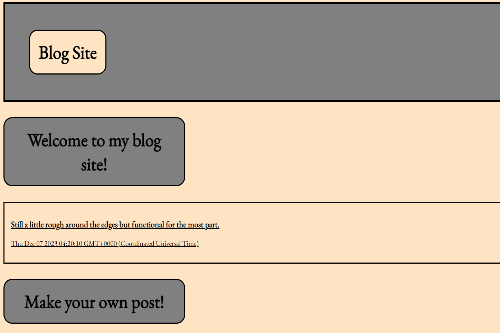 Blog Site
Welcome to my blog
site!
Still a little rough around the edges but functional for the most part.
Thu Dec 07 2023 04:20:10 GMT+0000 (Coordinated Universal Time)
Make your own post!